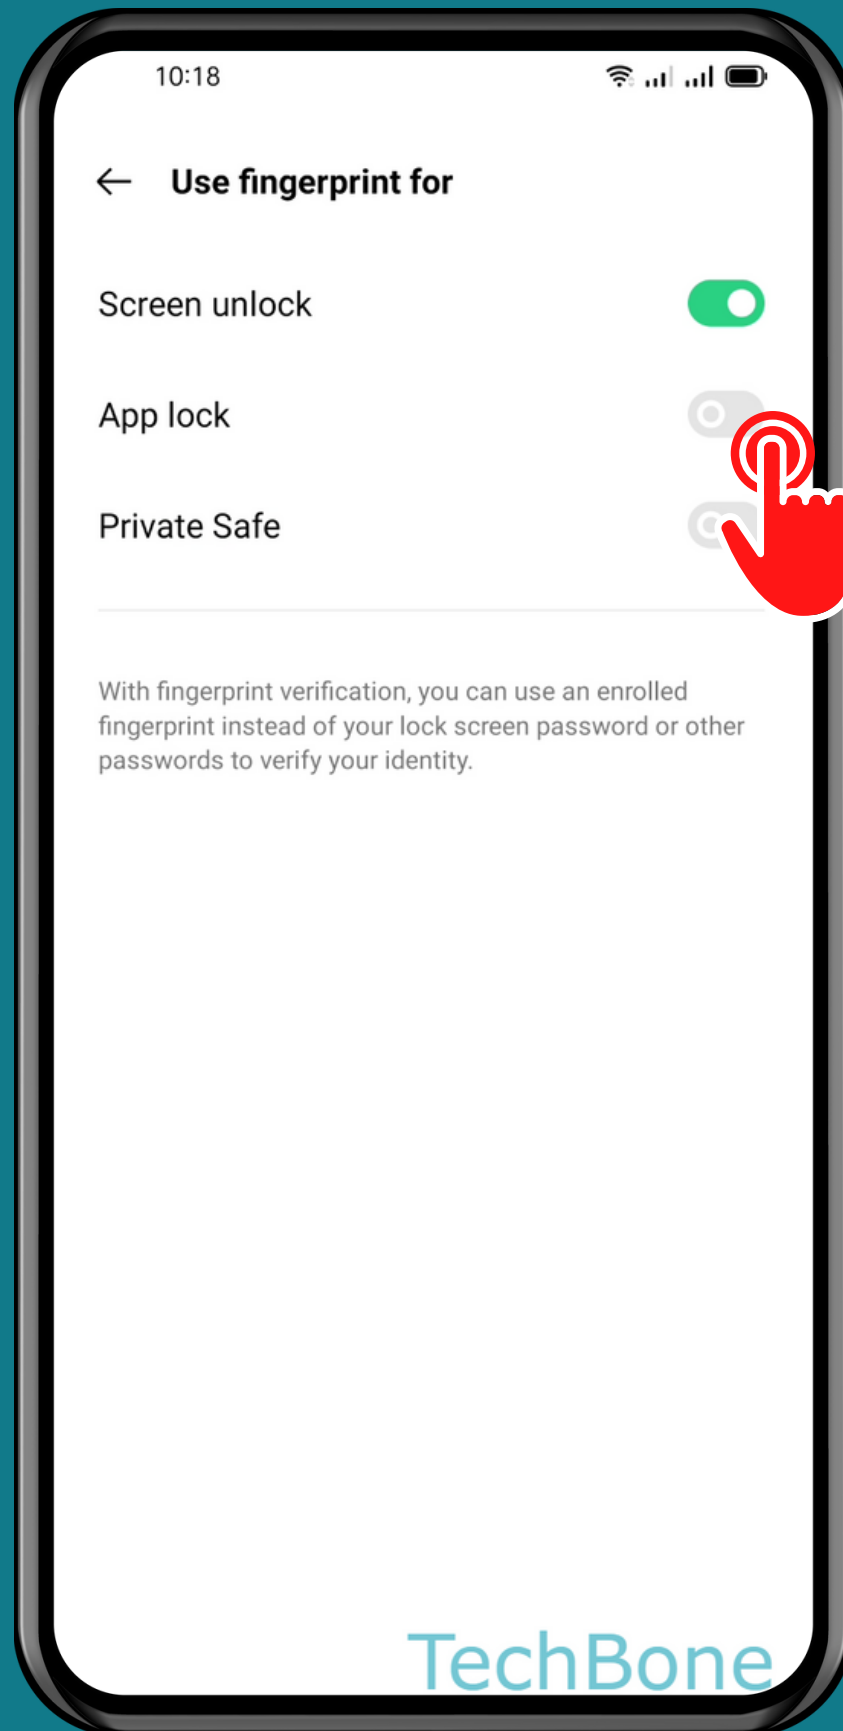 10:18
Use fingerprint for
Screen unlock
App lock
Private Safe
With fingerprint verification, you can use an enrolled
fingerprint instead of your lock screen password or other
passwords to verify your identity.
TechBone